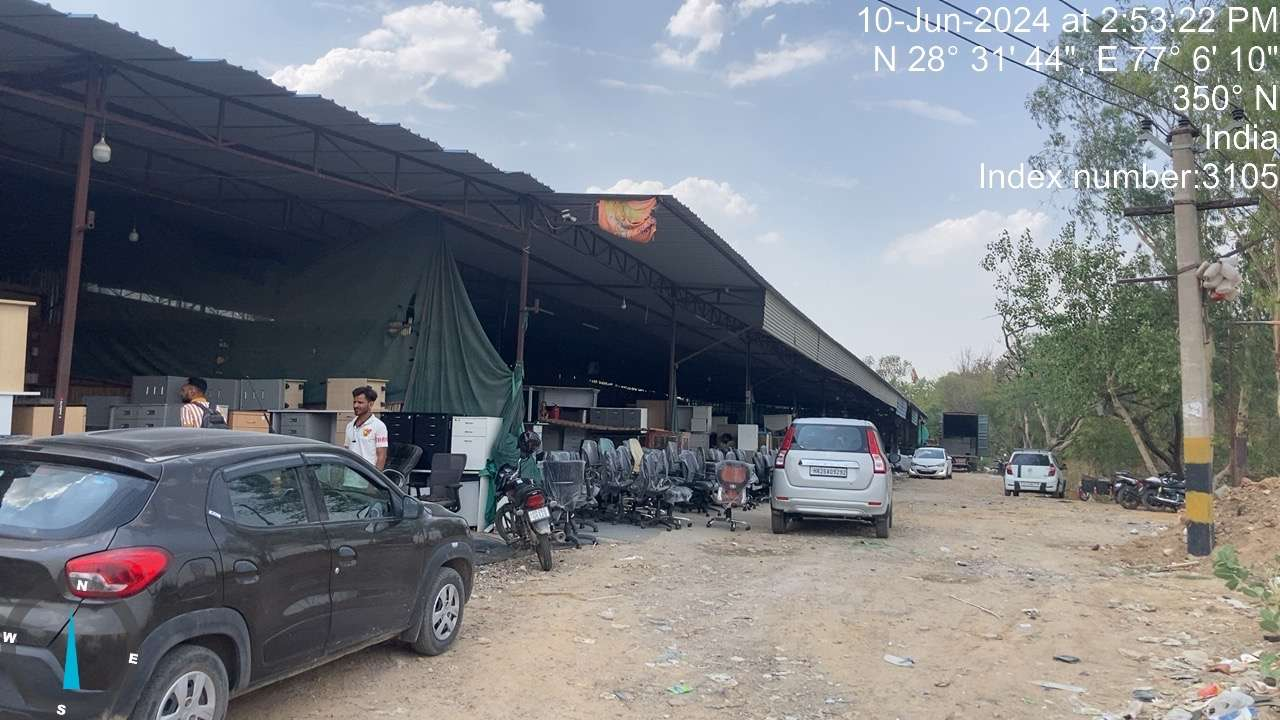 10-Jun-2024 at 2:53:22 PM
N 28° 31' 44", E 77° 6' 10"
350° N
India
Index number:3105
N
W
E
S